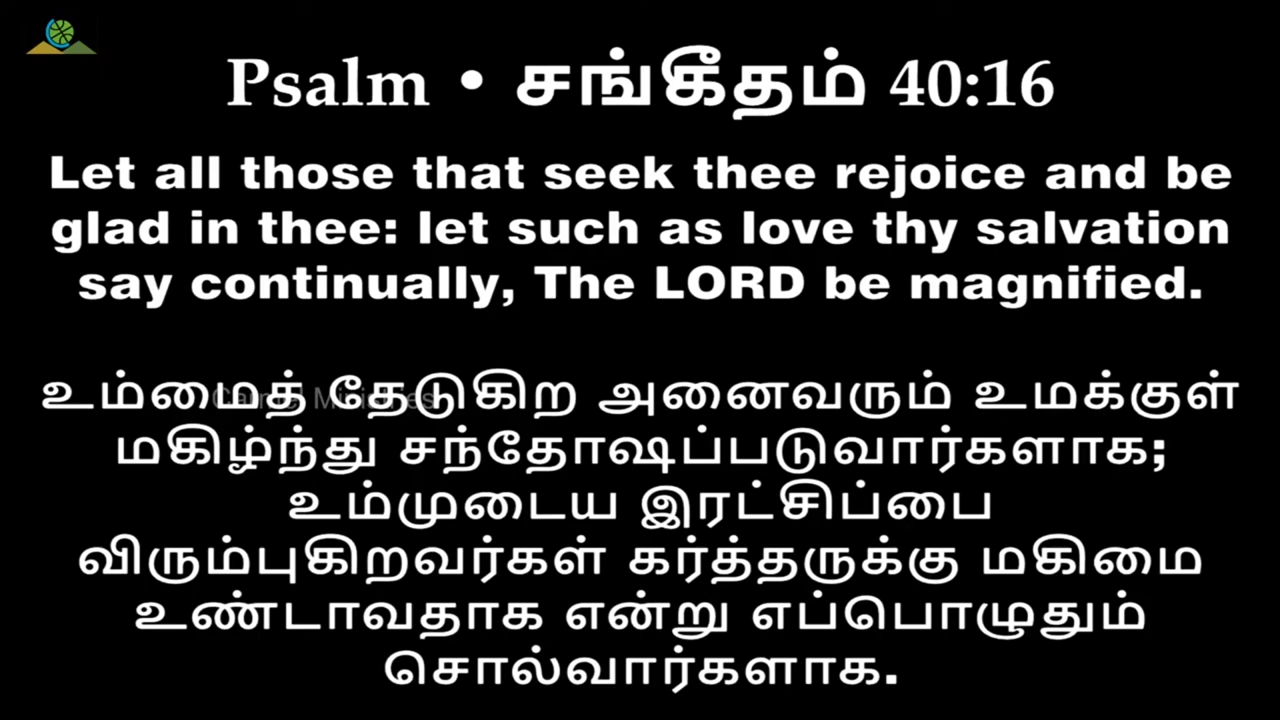 Psalm • சங்கீதம் 40:16
Let all those that seek thee rejoice and be
glad in thee: let such as love thy salvation
say continually, The LORD be magnified.
உம்மைத் தேடுகிற அனைவரும் உமக்குள்
மகிழ்ந்து சந்தோஷப்படுவார்களாக;
உம்முடைய இரட்சிப்பை
விரும்புகிறவர்கள் கர்த்தருக்கு மகிமை
உண்டாவதாக என்று எப்பொழுதும்
சொல்வார்களாக.